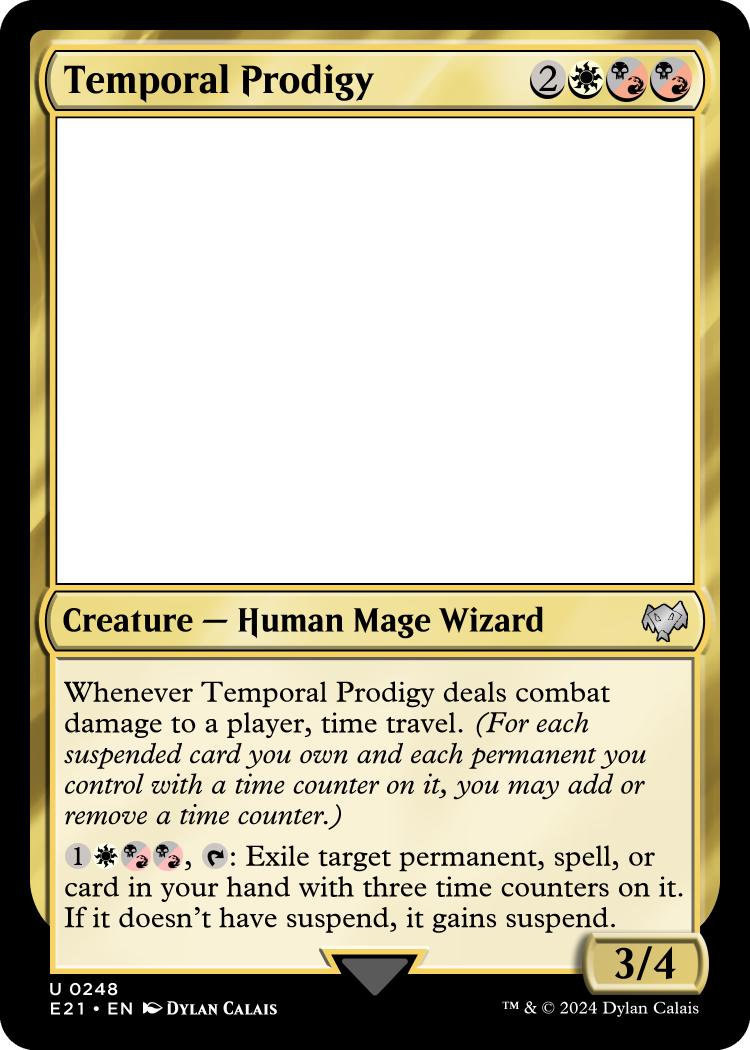 Temporal Prodigy 2
Creature — Human Mage Wizard
Whenever Temporal Prodigy deals combat
damage to a player, time travel. (For each
suspended card you own and each permanent you
control with a time counter on it, you may add or
remove a time counter.)
1, : Exile target permanent, spell, or
card in your hand with three time counters on it.
If it doesn't have suspend, it gains suspend.
3/4
U 0248
E21 • EN DYLAN CALAIS
™ & © 2024 Dylan Calais